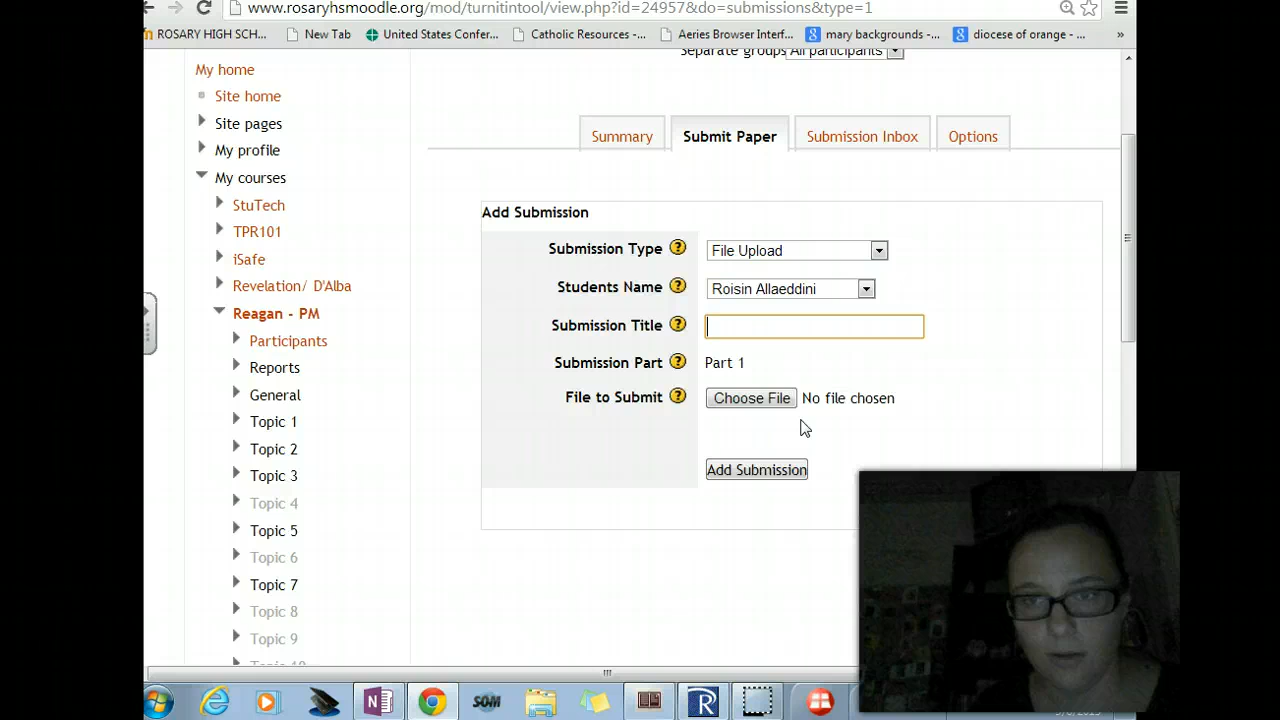 www.rosaryhsmoodle.org/mod/turnitintool/view.php?id=24957&do=submissions&type=1
ROSARY HIGH SCH... New Tab United States Confer... Catholic Resources -... Aeries Browser Interf... mary backgrounds -... diocese of orange - ... »
Separate groups All participants
My home
Site home
Site pages
My profile
My courses
StuTech
TPR101
iSafe
Revelation/ D'Alba
Reagan - PM
Participants
Reports
General
Topic 1
Topic 2
Topic 3
Topic 4
Topic 5
Topic 6
Topic 7
Topic 8
Topic 9
Summary Submit Paper Submission Inbox Options
Add Submission
Submission Type ? File Upload
Students Name ? Roisin Allaeddini
Submission Title ?
Submission Part ? Part 1
File to Submit ? Choose File No file chosen
Add Submission
SOM